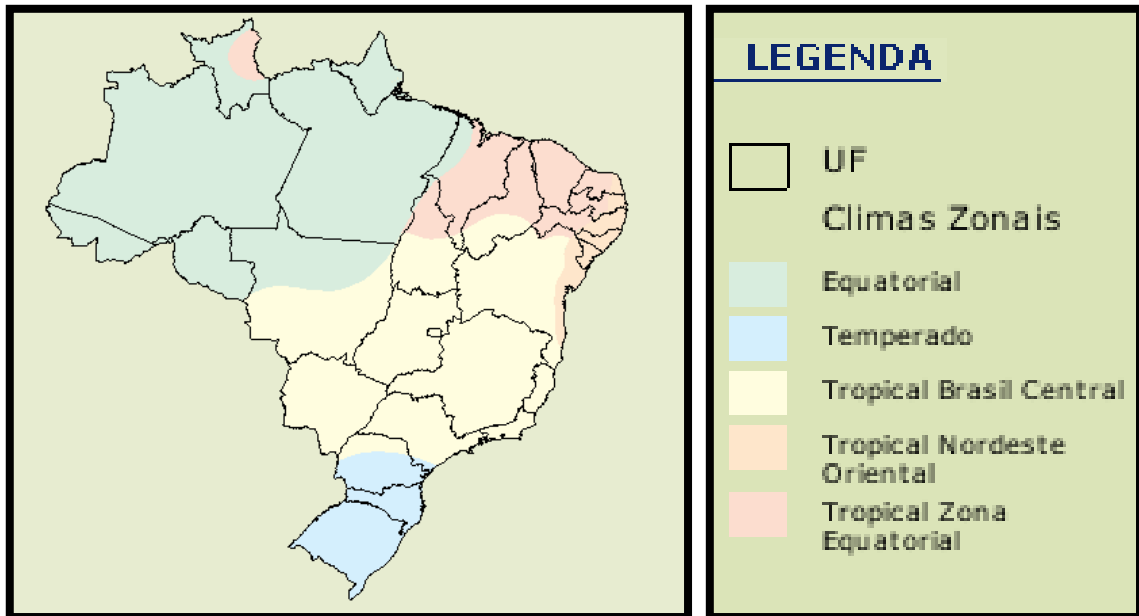 LEGENDA
UF
Climas Zonais
Equatorial
Temperado
Tropical Brasil Central
Tropical Nordeste
Oriental
Tropical Zona
Equatorial